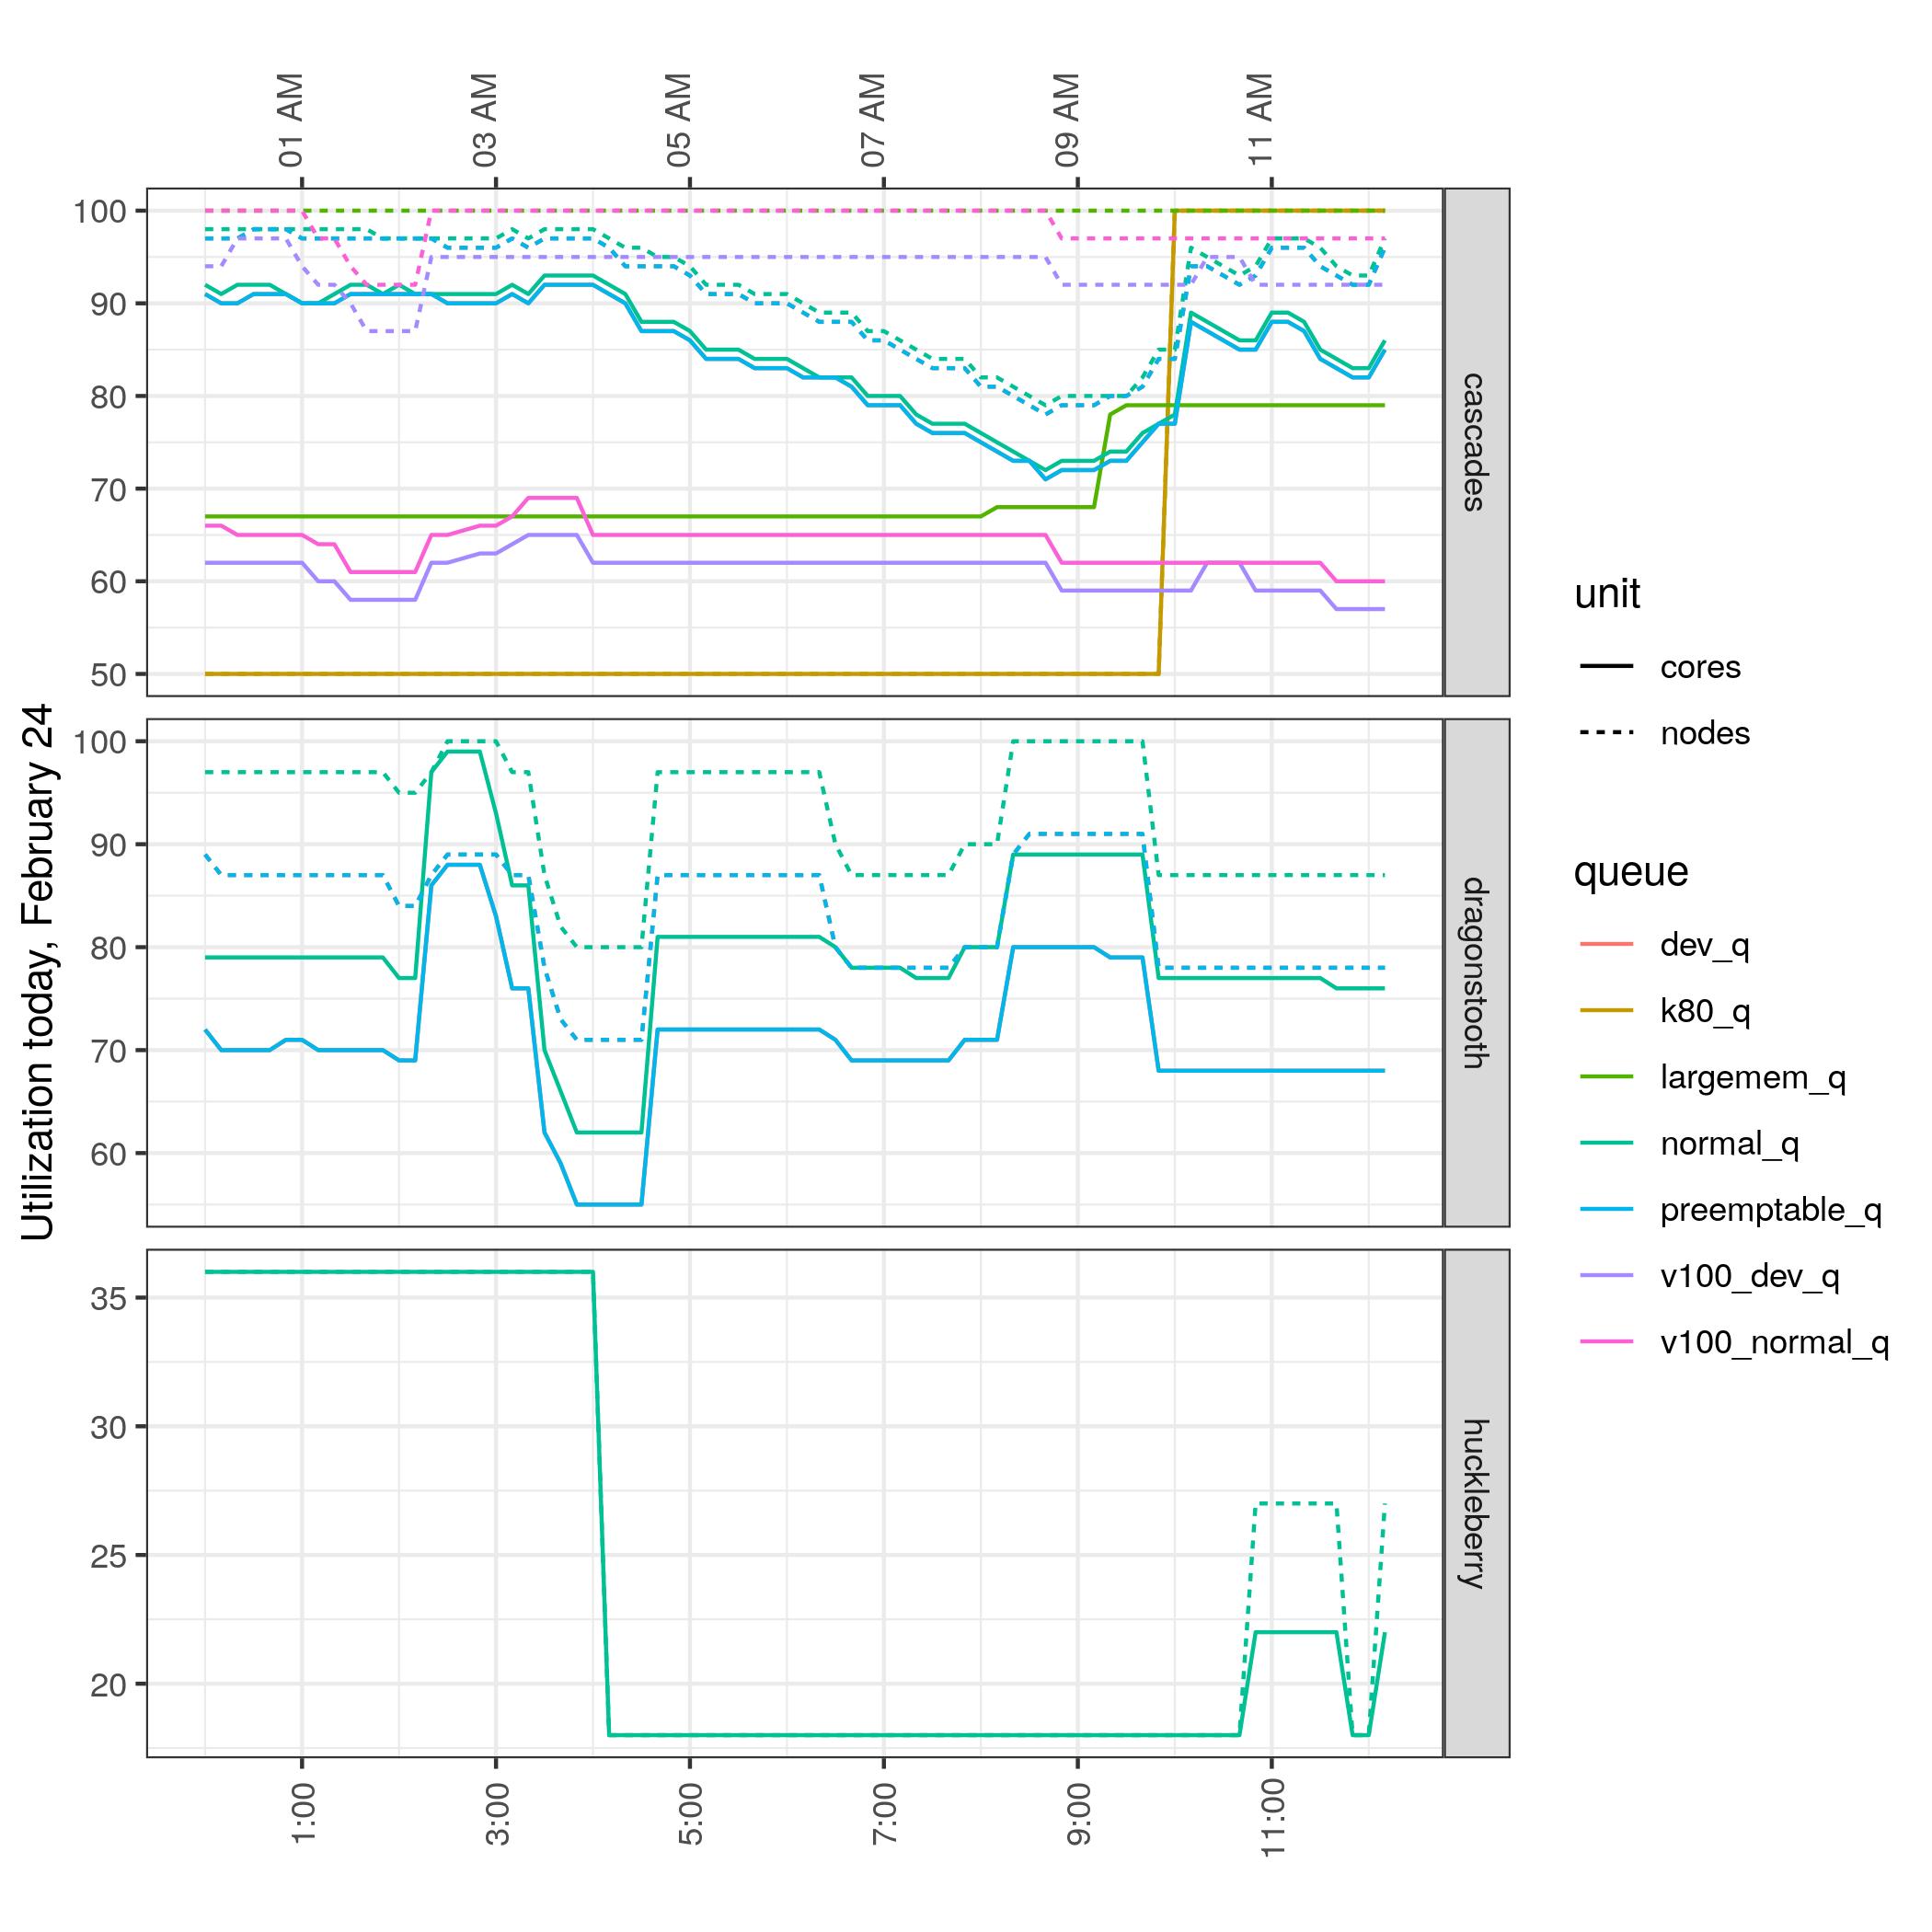 01 AM
03 AM
05 AM
07 AM
09 AM
11 AM
Utilization today, February 24
100
90
80
70
60
50
cascades
100
90
80
70
60
dragonstooth
35
30
25
20
huckleberry
1:00
3:00
5:00
7:00
9:00
11:00
unit
cores
nodes
queue
dev_q
k80_q
largemem_q
normal_q
preemptable_q
v100_dev_q
v100_normal_q